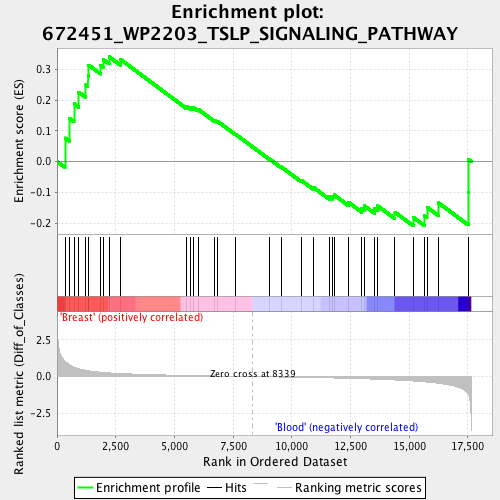 Enrichment plot:
672451_WP2203_TSLP_SIGNALING_PATHWAY
Enrichment score (ES)
0.3
0.2
0.1
0.0
-0.1
-0.2
'Breast' (positively correlated)
Ranked list metric (Diff_of_Classes)
2.5
0.0
-2.5
Zero cross at 8339
'Blood' (negatively correlated)
0
2,500
5,000
7,500
10,000
12,500
15,000
17,500
Rank in Ordered Dataset
Enrichment profile
Hits
Ranking metric scores